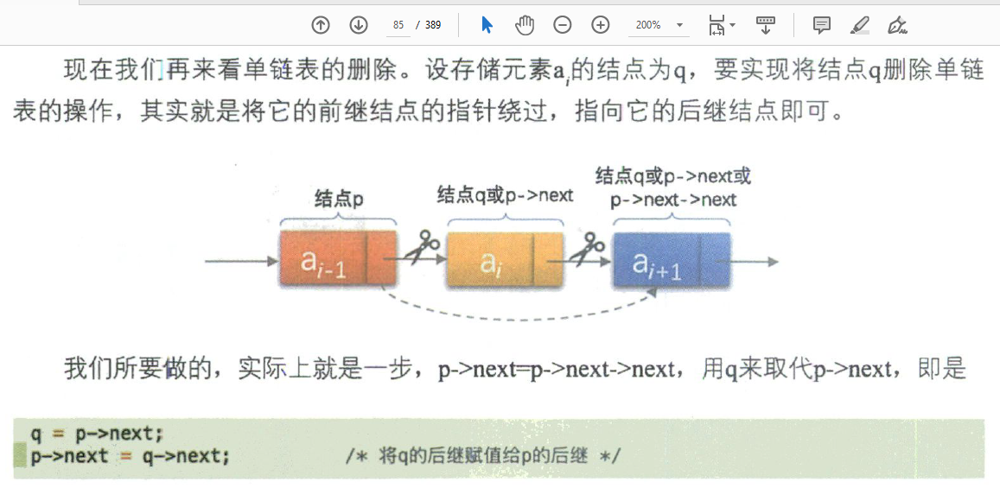 85 / 389
200%
现在我们再来看单链表的删除。设存储元素ai的结点为q，要实现将结点q删除单链
表的操作，其实就是将它的前继结点的指针绕过，指向它的后继结点即可。
结点p
结点q或p->next
结点q或p->next或
p->next->next
ai-1
ai
ai+1
我们所要做的，实际上就是一步，p->next=p->next->next，用q来取代p->next，即是
q = p->next;
p->next = q->next; /* 将q的后继赋值给p的后继 */